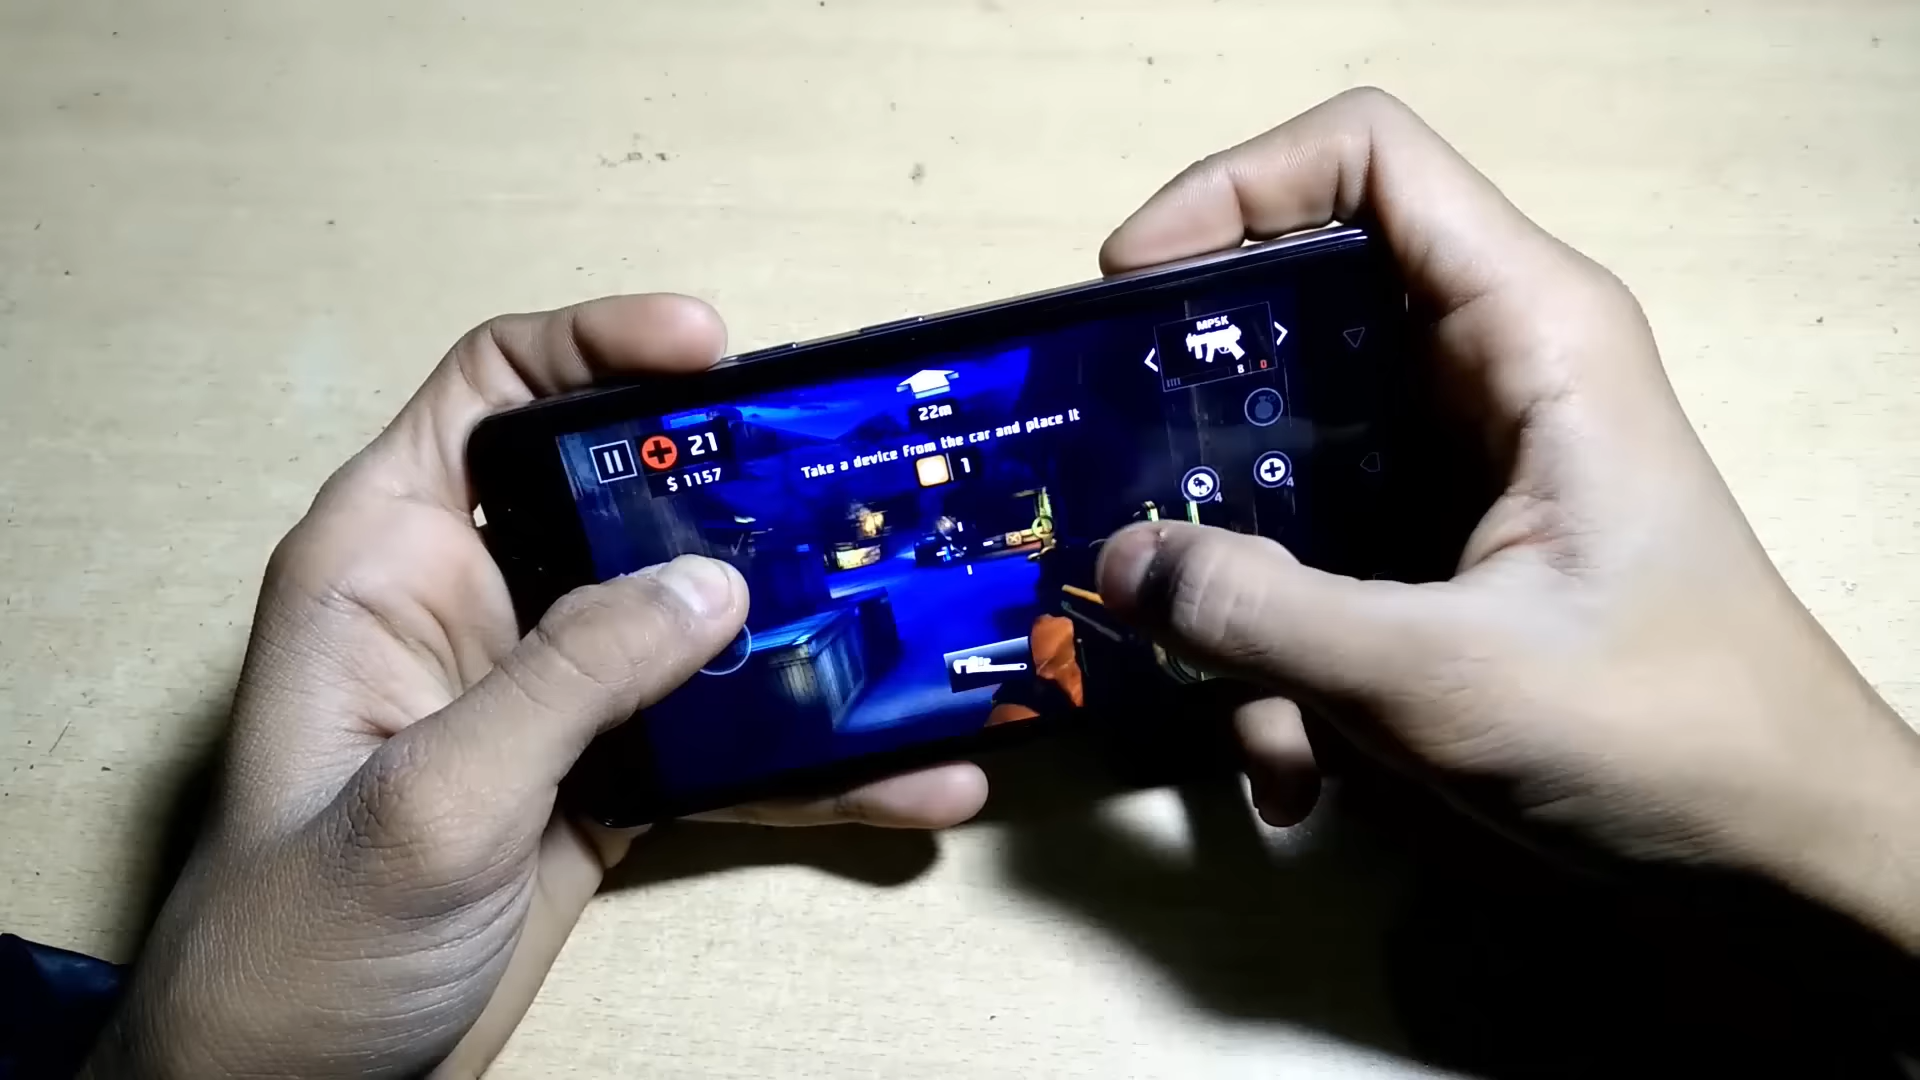 MP5K
8 0
22m
21
$ 1157
Take a device from the car and place it
1
4
4